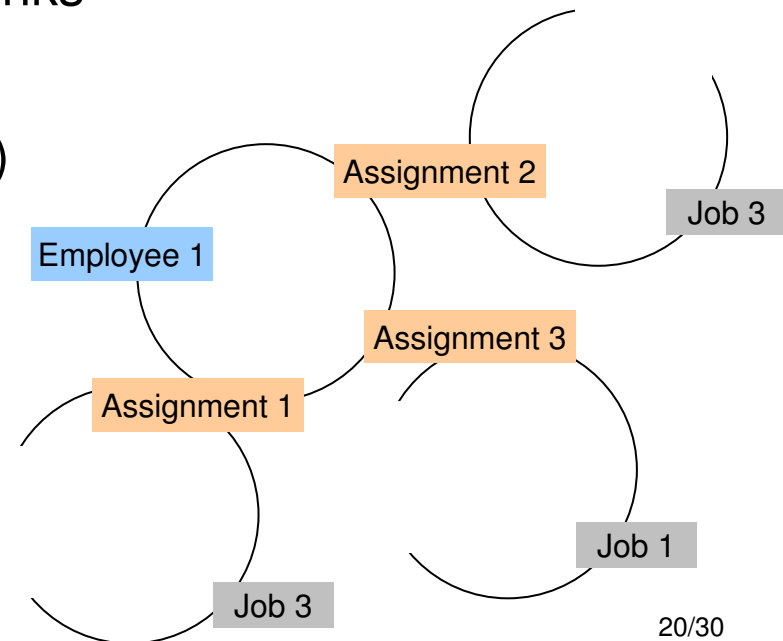 )
Assignment 2
Job 3
Employee 1
Assignment 3
Assignment 1
Job 1
Job 3
20/30